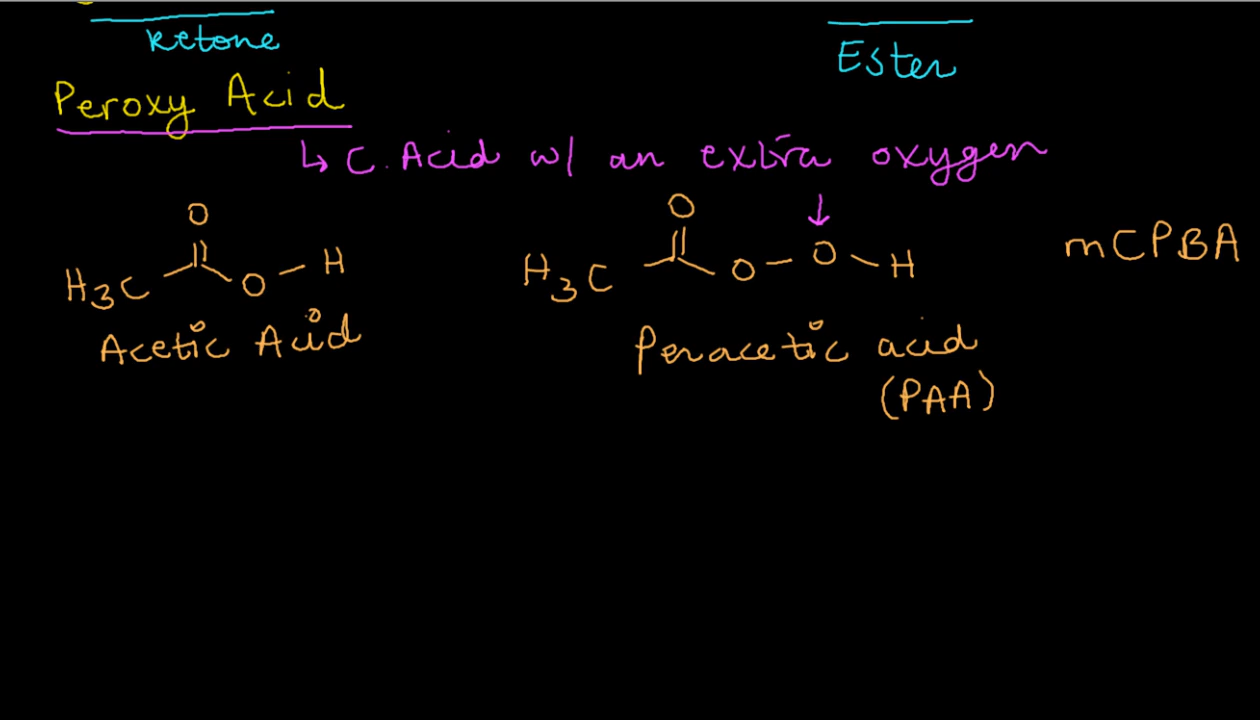 Ketone
Ester
Peroxy Acid
↳ C. Acid w/ an extra oxygen
O
O
↓
H3C O – H
H3C O – O – H
mCPBA
Acetic Acid
Peracetic acid
(PAA)